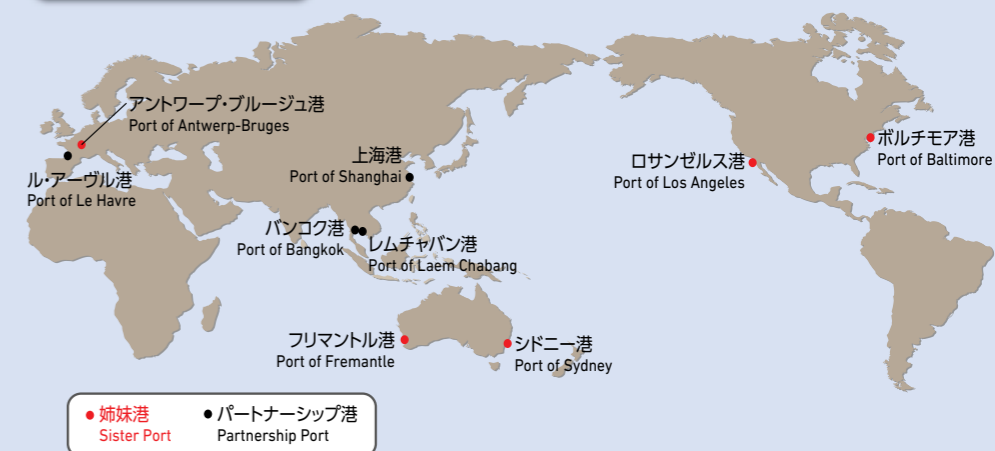 アントワープ・ブルージュ港
Port of Antwerp-Bruges
ル・アーヴル港
Port of Le Havre
上海港
Port of Shanghai
バンコク港
Port of Bangkok
レムチャバン港
Port of Laem Chabang
フリマントル港
Port of Fremantle
シドニー港
Port of Sydney
ロサンゼルス港
Port of Los Angeles
ボルチモア港
Port of Baltimore
姉妹港
Sister Port
パートナーシップ港
Partnership Port